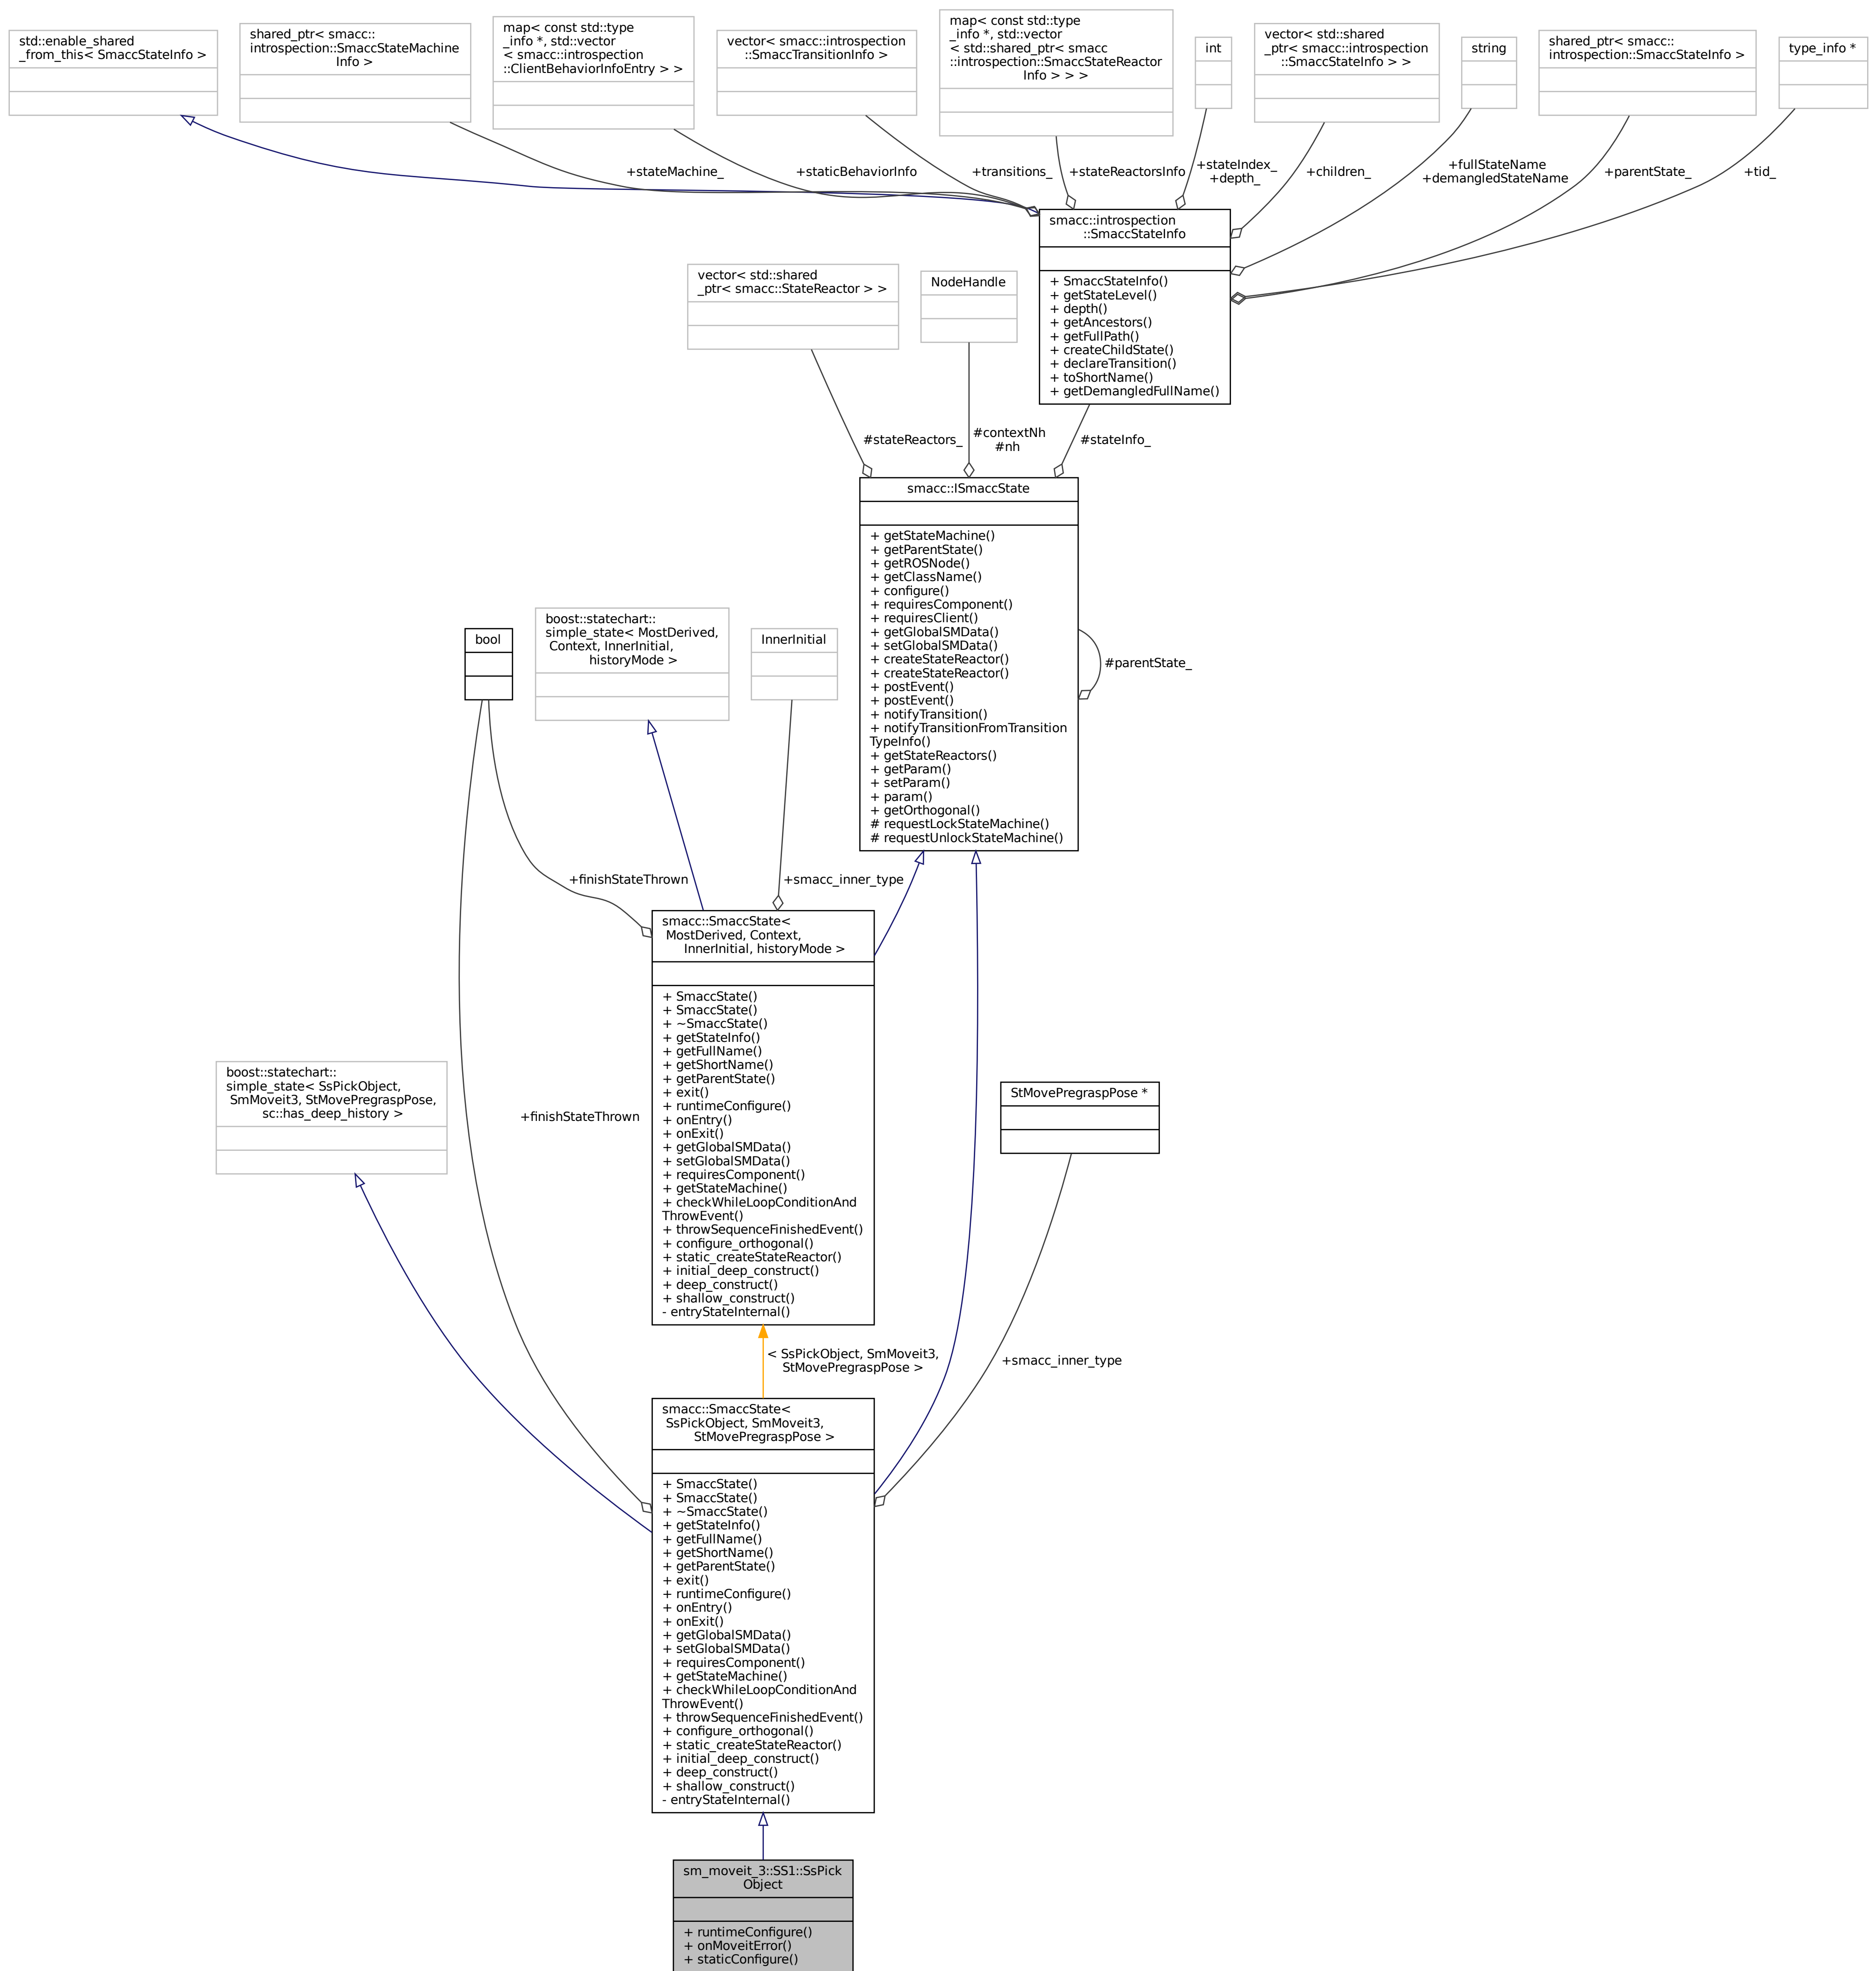 std::enable_shared
_from_this< SmaccStateInfo >
shared_ptr< smacc::
introspection::SmaccStateMachine
Info >
map< const std::type
_info *, std::vector
< smacc::introspection
::ClientBehaviorInfoEntry > >
vector< smacc::introspection
::SmaccTransitionInfo >
map< const std::type
_info *, std::vector
< std::shared_ptr< smacc
::introspection::SmaccStateReactor
Info > > >
int
vector< std::shared
_ptr< smacc::introspection
::SmaccStateInfo > >
string
shared_ptr< smacc::
introspection::SmaccStateInfo >
type_info *
+stateMachine_
+staticBehaviorInfo
+transitions_
+stateReactorsInfo
+stateIndex_
+depth_
+children_
+fullStateName
+demangledStateName
+parentState_
+tid_
smacc::introspection
::SmaccStateInfo
+ SmaccStateInfo()
+ getStateLevel()
+ depth()
+ getAncestors()
+ getFullPath()
+ createChildState()
+ declareTransition()
+ toShortName()
+ getDemangledFullName()
vector< std::shared
_ptr< smacc::StateReactor > >
NodeHandle
#stateReactors_
#contextNh
#nh
#stateInfo_
smacc::ISmaccState
+ getStateMachine()
+ getParentState()
+ getROSNode()
+ getClassName()
+ configure()
+ requiresComponent()
+ requiresClient()
+ getGlobalSMData()
+ setGlobalSMData()
+ createStateReactor()
+ createStateReactor()
+ postEvent()
+ postEvent()
+ notifyTransition()
+ notifyTransitionFromTransition
TypeInfo()
+ getStateReactors()
+ getParam()
+ setParam()
+ param()
+ getOrthogonal()
# requestLockStateMachine()
# requestUnlockStateMachine()
#parentState_
bool
boost::statechart::
simple_state< MostDerived,
Context, InnerInitial,
historyMode >
InnerInitial
+finishStateThrown
+smacc_inner_type
smacc::SmaccState<
MostDerived, Context,
InnerInitial, historyMode >
+ SmaccState()
+ SmaccState()
+ ~SmaccState()
+ getStateInfo()
+ getFullName()
+ getShortName()
+ getParentState()
+ exit()
+ runtimeConfigure()
+ onEntry()
+ onExit()
+ getGlobalSMData()
+ setGlobalSMData()
+ requiresComponent()
+ getStateMachine()
+ checkWhileLoopConditionAnd
ThrowEvent()
+ throwSequenceFinishedEvent()
+ configure_orthogonal()
+ static_createStateReactor()
+ initial_deep_construct()
+ deep_construct()
+ shallow_construct()
- entryStateInternal()
boost::statechart::
simple_state< SsPickObject,
SmMoveit3, StMovePregraspPose,
sc::has_deep_history >
+finishStateThrown
StMovePregraspPose *
< SsPickObject, SmMoveit3,
StMovePregraspPose >
+smacc_inner_type
smacc::SmaccState<
SsPickObject, SmMoveit3,
StMovePregraspPose >
+ SmaccState()
+ SmaccState()
+ ~SmaccState()
+ getStateInfo()
+ getFullName()
+ getShortName()
+ getParentState()
+ exit()
+ runtimeConfigure()
+ onEntry()
+ onExit()
+ getGlobalSMData()
+ setGlobalSMData()
+ requiresComponent()
+ getStateMachine()
+ checkWhileLoopConditionAnd
ThrowEvent()
+ throwSequenceFinishedEvent()
+ configure_orthogonal()
+ static_createStateReactor()
+ initial_deep_construct()
+ deep_construct()
+ shallow_construct()
- entryStateInternal()
sm_moveit_3::SS1::SsPick
Object
+ runtimeConfigure()
+ onMoveitError()
+ staticConfigure()